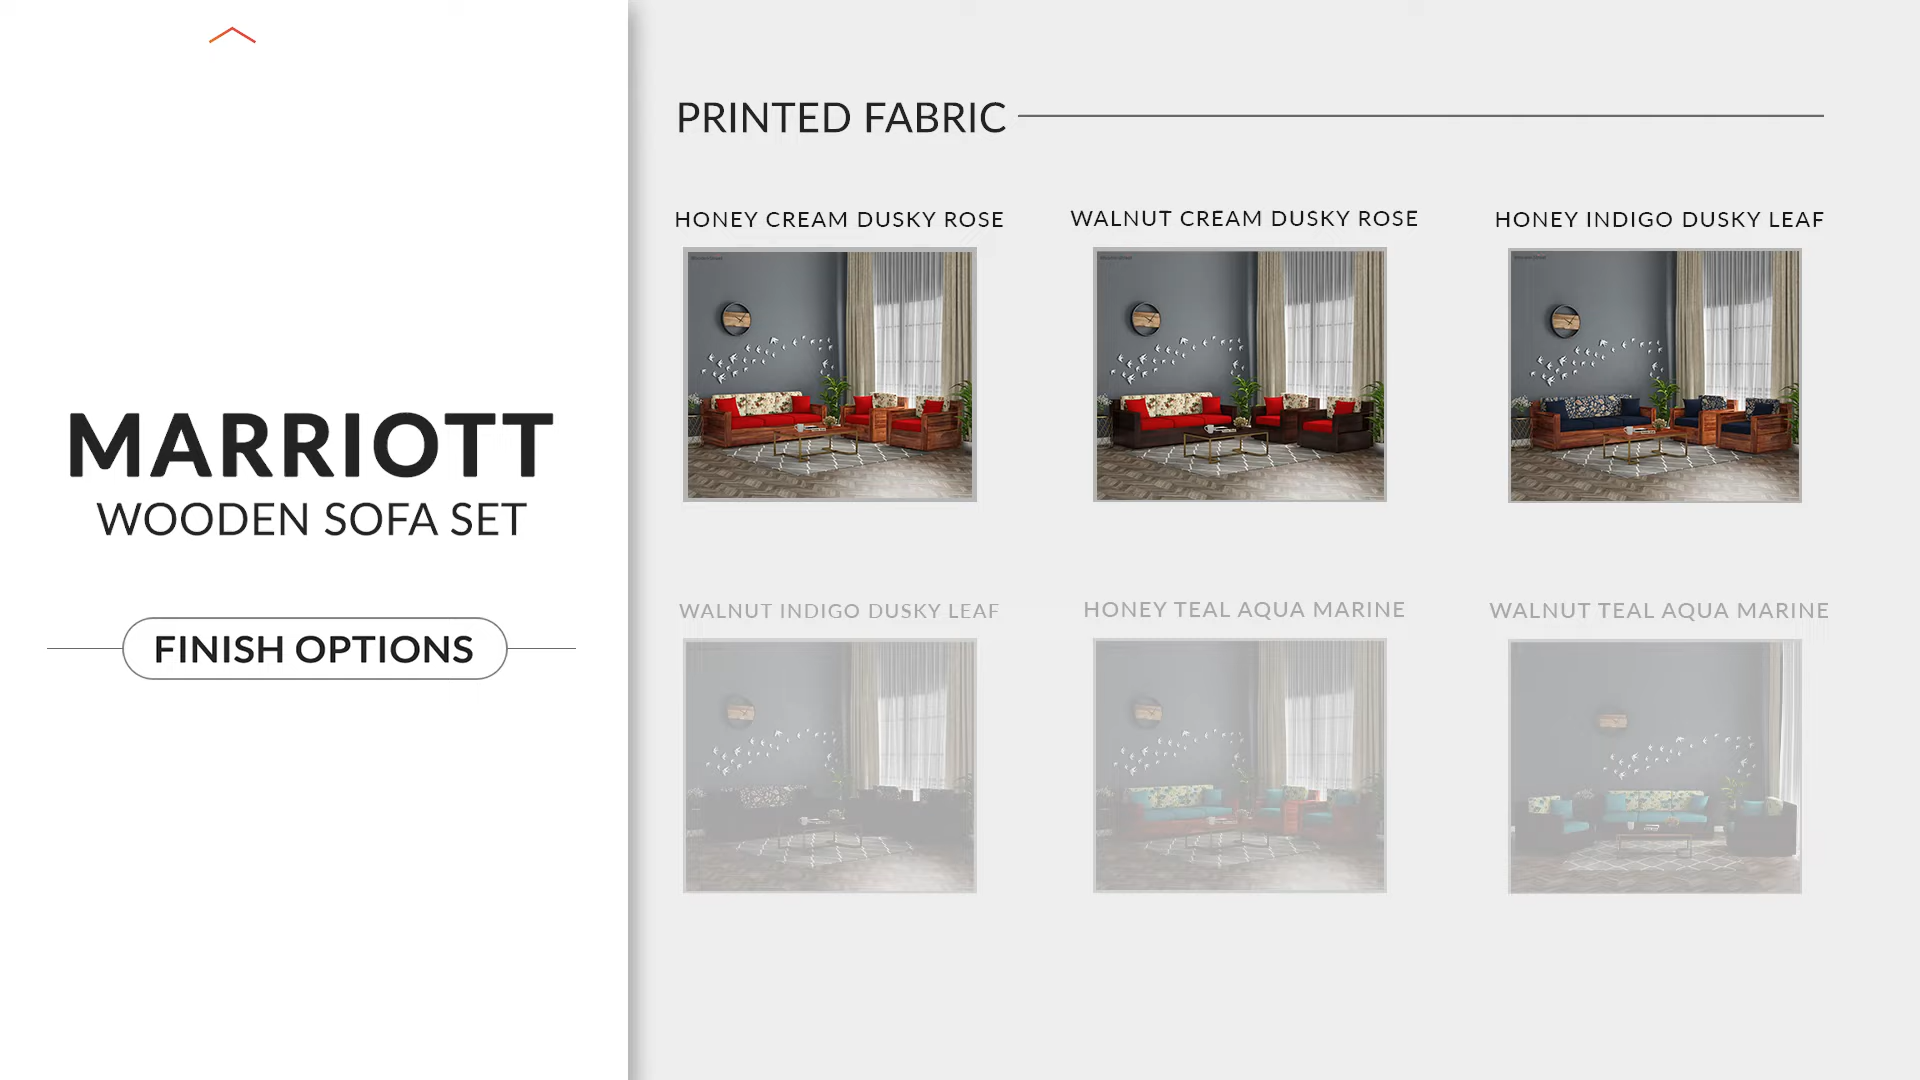 MARRIOTT
WOODEN SOFA SET
FINISH OPTIONS
PRINTED FABRIC
HONEY CREAM DUSKY ROSE
WALNUT CREAM DUSKY ROSE
HONEY INDIGO DUSKY LEAF
WALNUT INDIGO DUSKY LEAF
HONEY TEAL AQUA MARINE
WALNUT TEAL AQUA MARINE